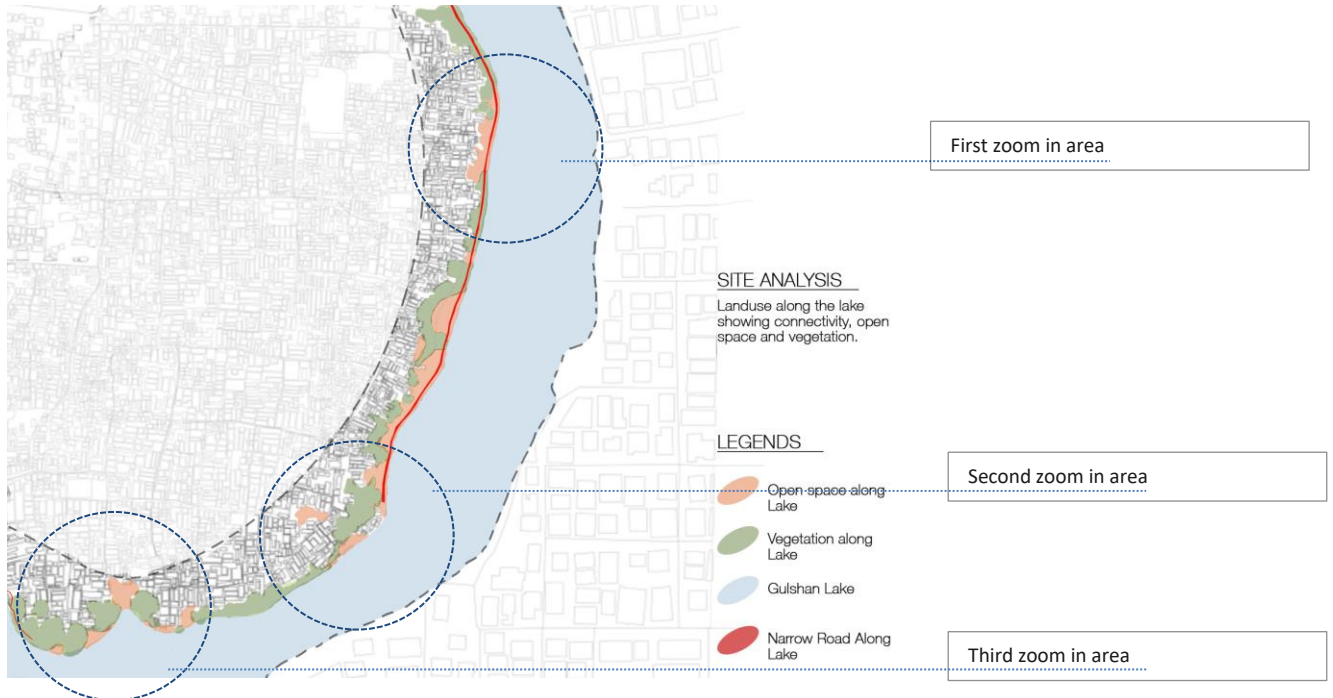 First zoom in area
SITE ANALYSIS
Landuse along the lake
showing connectivity, open
space and vegetation.
LEGENDS
Open space along
Lake
Vegetation along
Lake
Gulshan Lake
Narrow Road Along
Lake
Second zoom in area
Third zoom in area